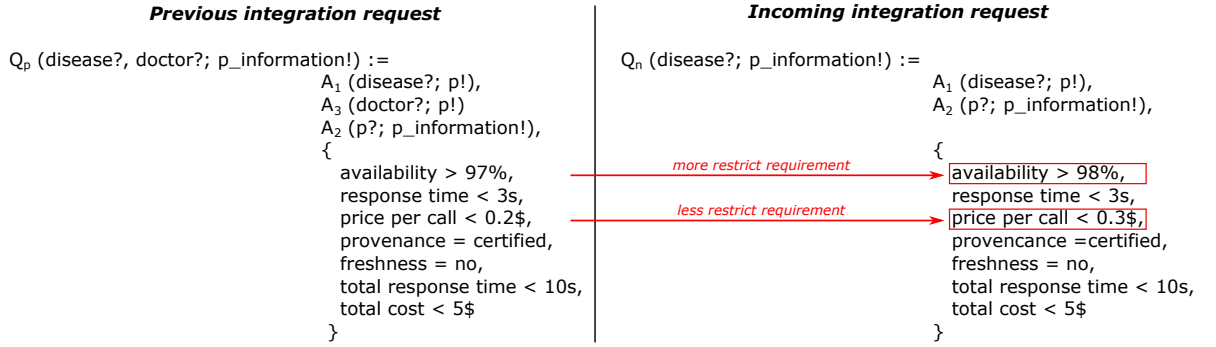 Previous integration request
Qp (disease?, doctor?; p_information!) :=
A1 (disease?; p!),
A3 (doctor?; p!)
A2 (p?; p_information!),
{
availability > 97%,
response time < 3s,
price per call < 0.2$,
provenance = certified,
freshness = no,
total response time < 10s,
total cost < 5$
}
more restrict requirement
less restrict requirement
Incoming integration request
Qn (disease?; p_information!) :=
A1 (disease?; p!),
A2 (p?; p_information!),
{
availability > 98%,
response time < 3s,
price per call < 0.3$,
provencance =certified,
freshness = no,
total response time < 10s,
total cost < 5$
}